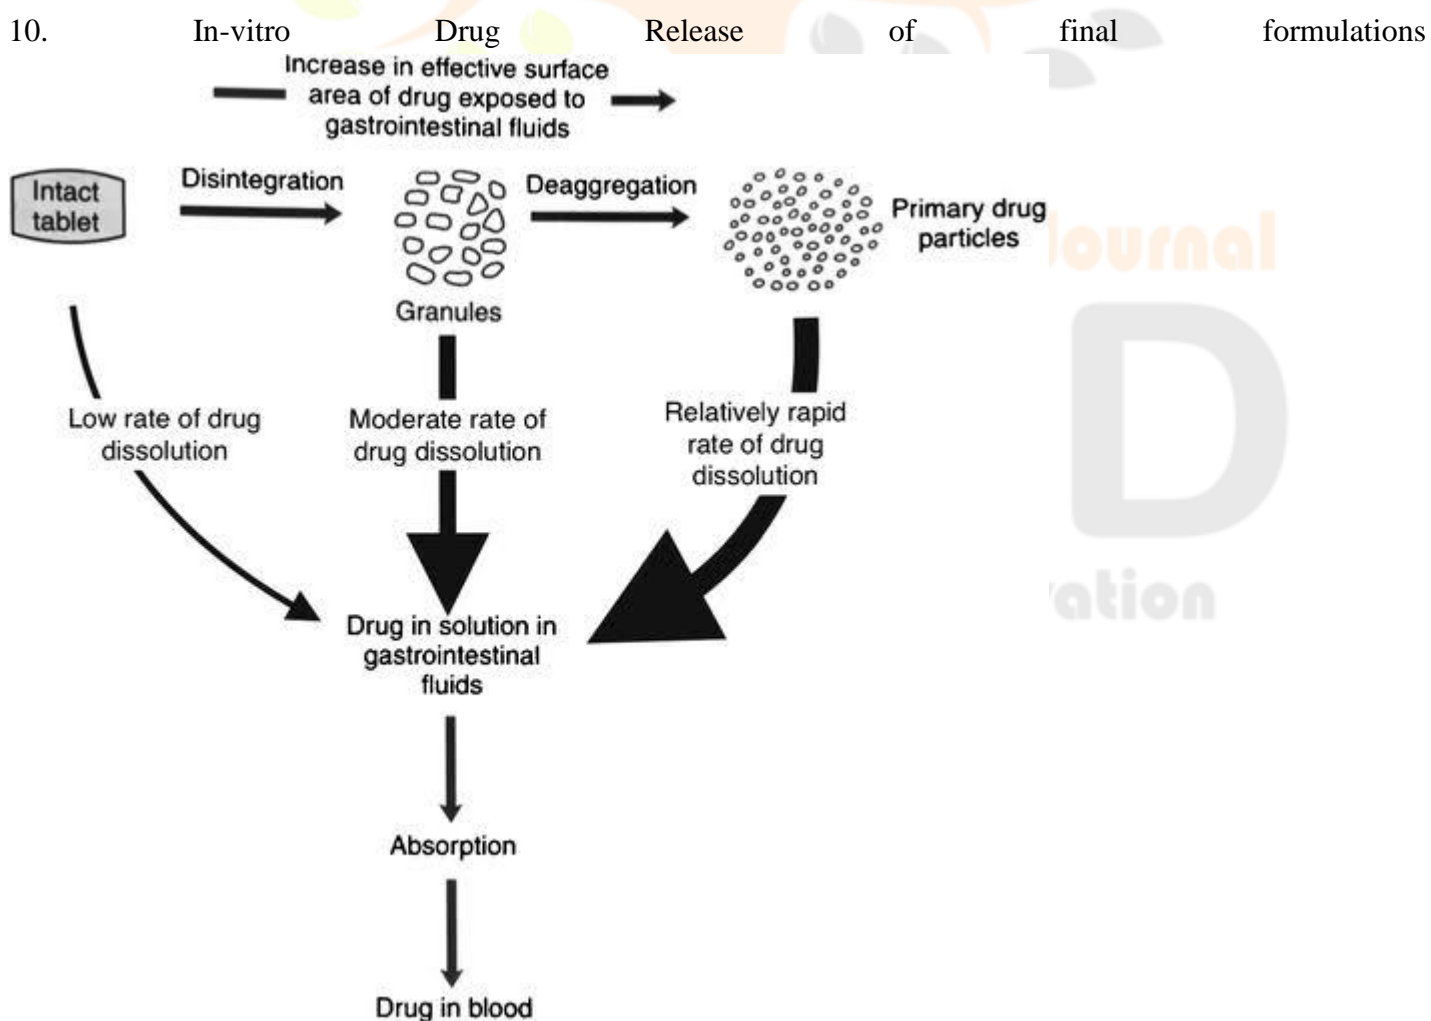 10. In-vitro Drug Release of final formulations
Increase in effective surface
area of drug exposed to
gastrointestinal fluids
Intact
tablet
Disintegration
Deaggregation
Primary drug
particles
Granules
Low rate of drug
dissolution
Moderate rate of
drug dissolution
Relatively rapid
rate of drug
dissolution
Drug in solution in
gastrointestinal
fluids
Absorption
Drug in blood
Journal
D
vation